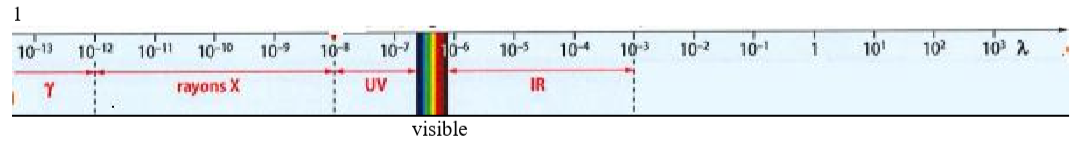 1
10⁻¹³ 10⁻¹² 10⁻¹¹ 10⁻¹⁰ 10⁻⁹ 10⁻⁸ 10⁻⁷ 10⁻⁶ 10⁻⁵ 10⁻⁴ 10⁻³ 10⁻² 10⁻¹ 1 10¹ 10² 10³ λ
γ rayons X UV IR
visible